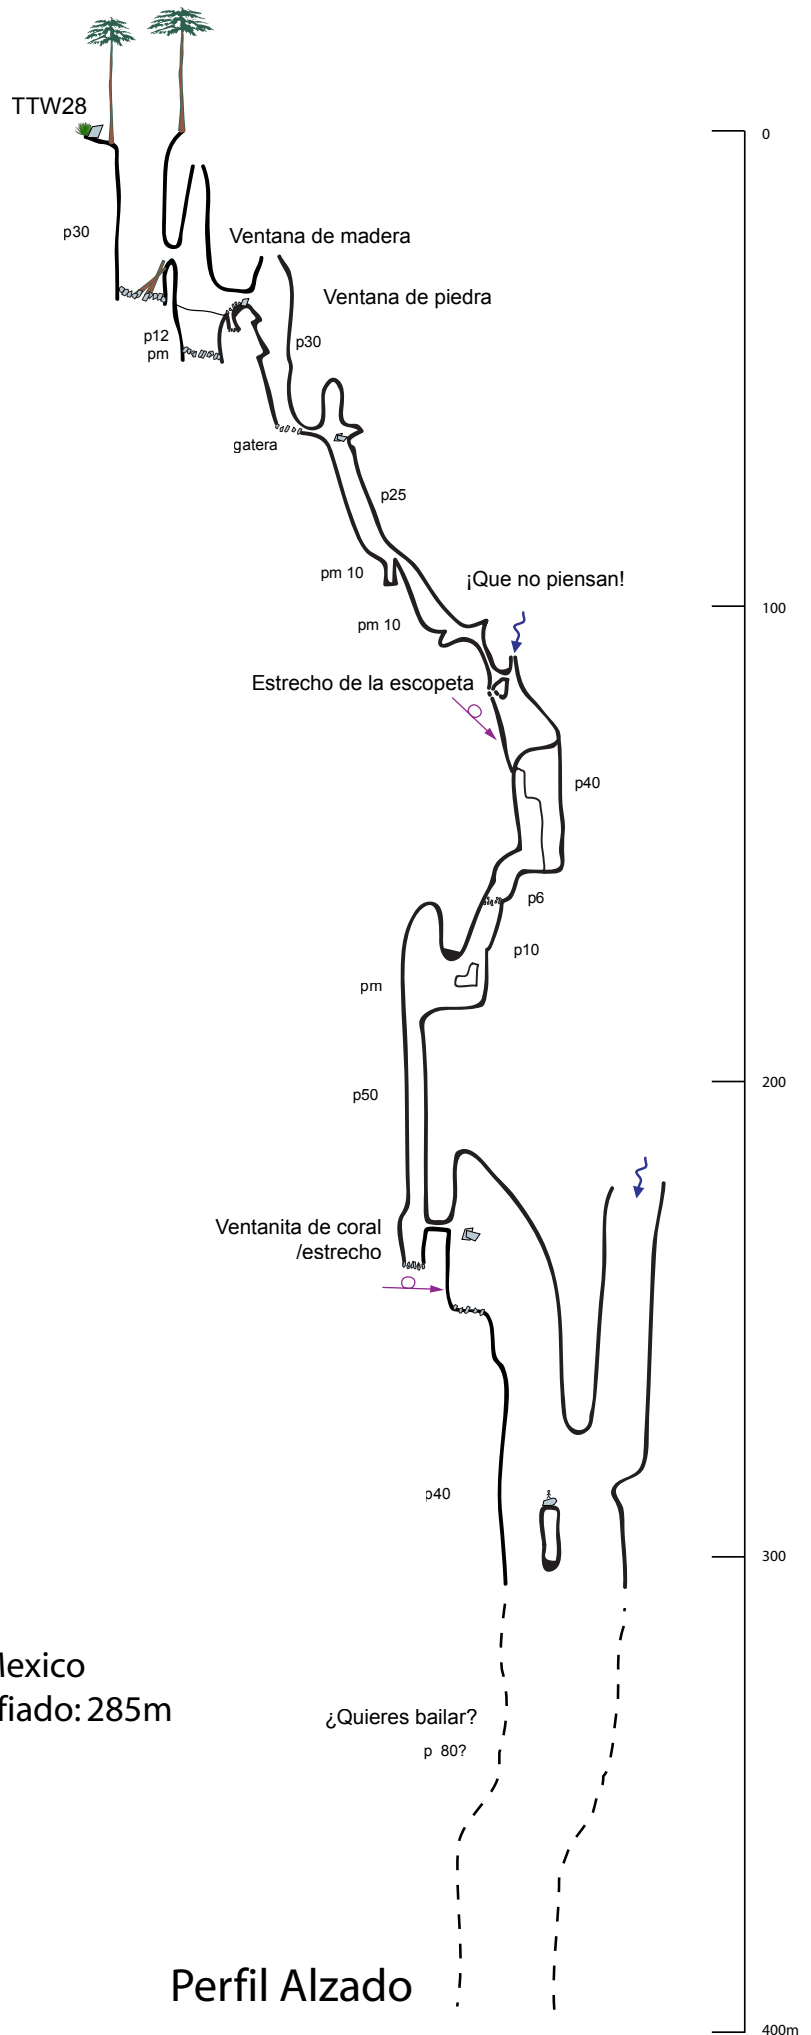 TTW28
0
p30
Ventana de madera
Ventana de piedra
p12
pm
p30
gatera
p25
pm 10
¡Que no piensan!
100
pm 10
Estrecho de la escopeta
p40
p6
p10
pm
200
p50
Ventanita de coral
/estrecho
p40
300
Mexico
fiado: 285m
¿Quieres bailar?
p 80?
Perfil Alzado
400m